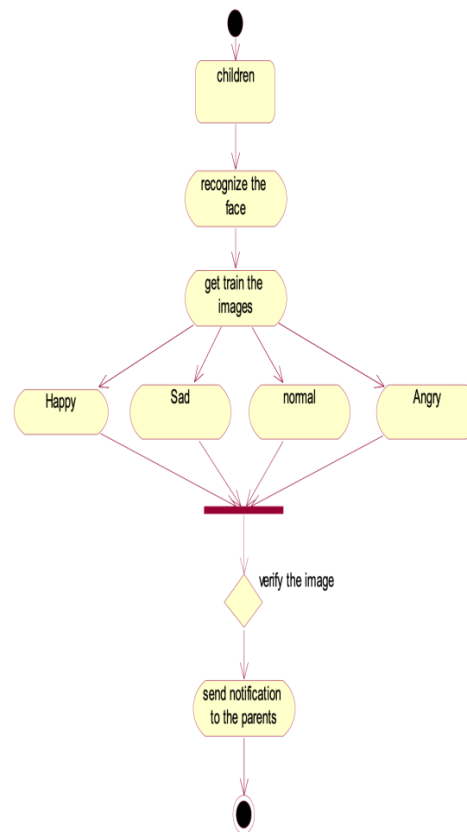 children
recognize the
face
get train the
images
Happy
Sad
normal
Angry
verify the image
send notification
to the parents